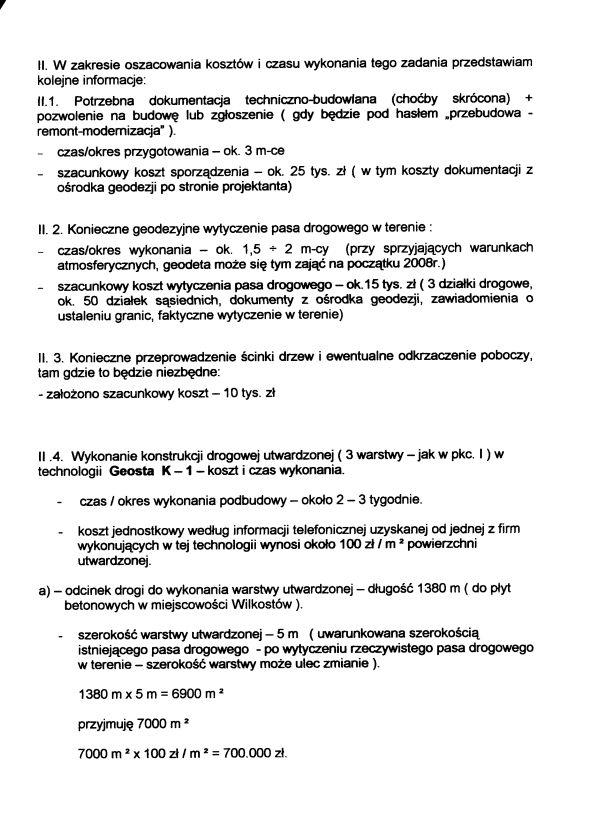 II. W zakresie oszacowania kosztów i czasu wykonania tego zadania przedstawiam
kolejne informacje:
II.1. Potrzebna dokumentacja techniczno-budowlana (choćby skrócona) +
pozwolenie na budowę lub zgłoszenie ( gdy będzie pod hasłem „przebudowa -
remont-modernizacja” ).
– czas/okres przygotowania – ok. 3 m-ce
– szacunkowy koszt sporządzenia – ok. 25 tys. zł ( w tym koszty dokumentacji z
ośrodka geodezji po stronie projektanta)
II. 2. Konieczne geodezyjne wytyczenie pasa drogowego w terenie :
– czas/okres wykonania – ok. 1,5 ÷ 2 m-cy (przy sprzyjających warunkach
atmosferycznych, geodeta może się tym zająć na początku 2008r.)
– szacunkowy koszt wytyczenia pasa drogowego – ok.15 tys. zł ( 3 działki drogowe,
ok. 50 działek sąsiednich, dokumenty z ośrodka geodezji, zawiadomienia o
ustaleniu granic, faktyczne wytyczenie w terenie)
II. 3. Konieczne przeprowadzenie ścinki drzew i ewentualne odkrzaczenie poboczy,
tam gdzie to będzie niezbędne:
- założono szacunkowy koszt – 10 tys. zł
II .4. Wykonanie konstrukcji drogowej utwardzonej ( 3 warstwy – jak w pkc. I ) w
technologii Geosta K – 1 – koszt i czas wykonania.
- czas / okres wykonania podbudowy – około 2 – 3 tygodnie.
- koszt jednostkowy według informacji telefonicznej uzyskanej od jednej z firm
wykonujących w tej technologii wynosi około 100 zł / m ² powierzchni
utwardzonej.
a) – odcinek drogi do wykonania warstwy utwardzonej – długość 1380 m ( do płyt
betonowych w miejscowości Wilkostów ).
- szerokość warstwy utwardzonej – 5 m ( uwarunkowana szerokością
istniejącego pasa drogowego - po wytyczeniu rzeczywistego pasa drogowego
w terenie – szerokość warstwy może ulec zmianie ).
1380 m x 5 m = 6900 m ²
przyjmuję 7000 m ²
7000 m ² x 100 zł / m ² = 700.000 zł.